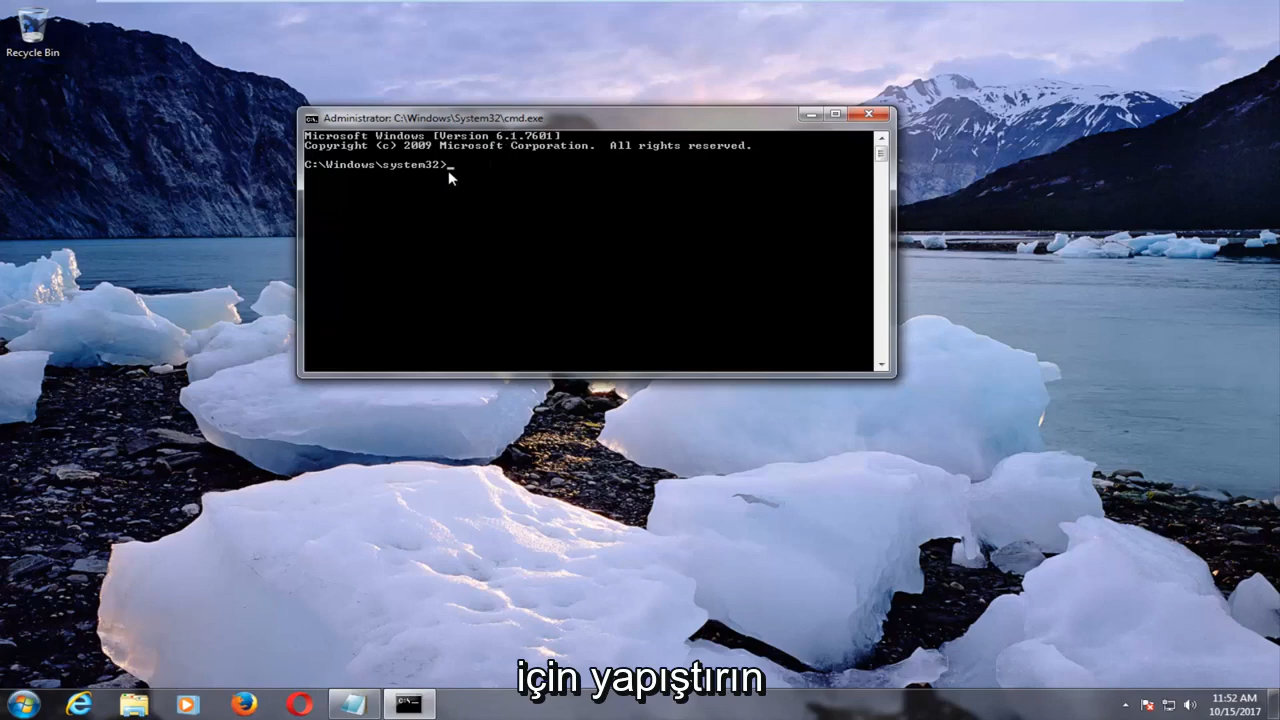 Recycle Bin
Administrator: C:\Windows\System32\cmd.exe
Microsoft Windows [Version 6.1.7601]
Copyright (c) 2009 Microsoft Corporation.  All rights reserved.
C:\Windows\system32>_
için yapıştırın
11:52 AM
10/15/2017